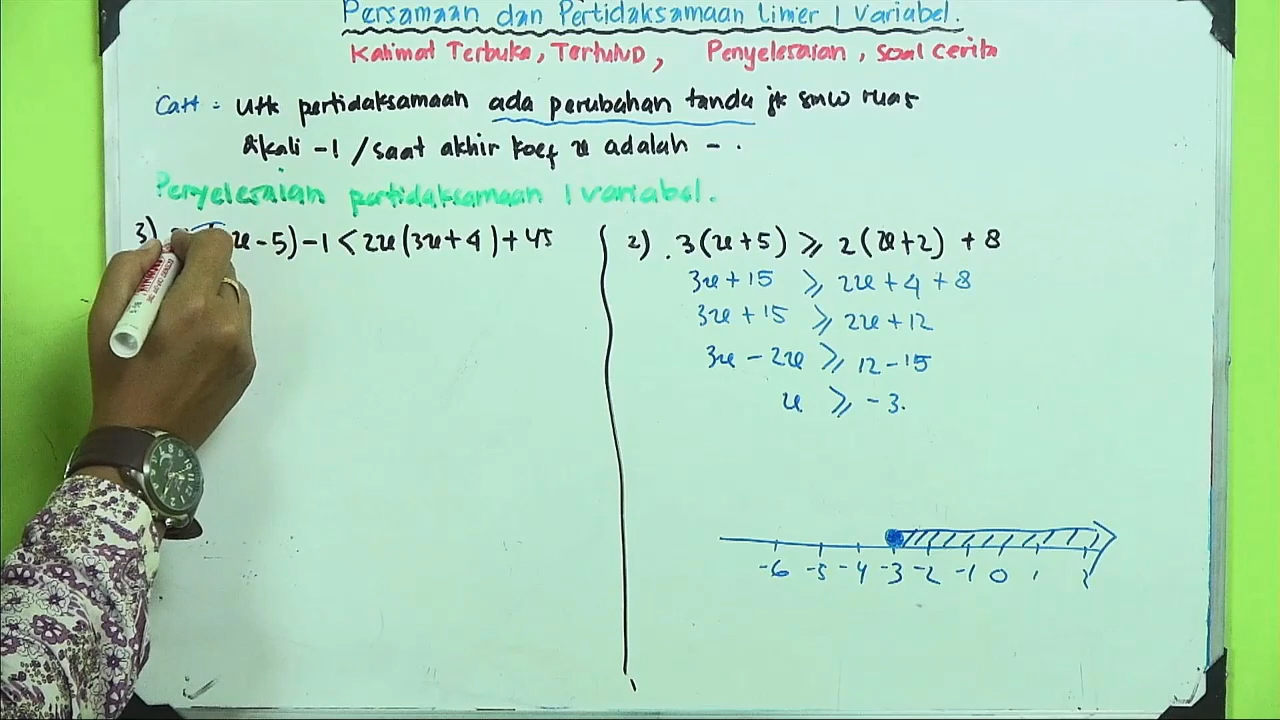 Persamaan dan Pertidaksamaan linier 1 Variabel.
Kalimat Terbuka, Tertutup, Penyelesaian, soal cerita
Catt : Utk pertidaksamaan ada perubahan tanda jk smw ruas
dikali -1 / saat akhir koef x adalah - .
Penyelesaian pertidaksamaan 1 variabel.
3) x - 5) - 1 < 2x (3x + 4) + 45
2) 3 (x + 5) ≥ 2 (x + 2) + 8
3x + 15 ≥ 2x + 4 + 8
3x + 15 ≥ 2x + 12
3x - 2x ≥ 12 - 15
x ≥ -3.
-6 -5 -4 -3 -2 -1 0 1 2